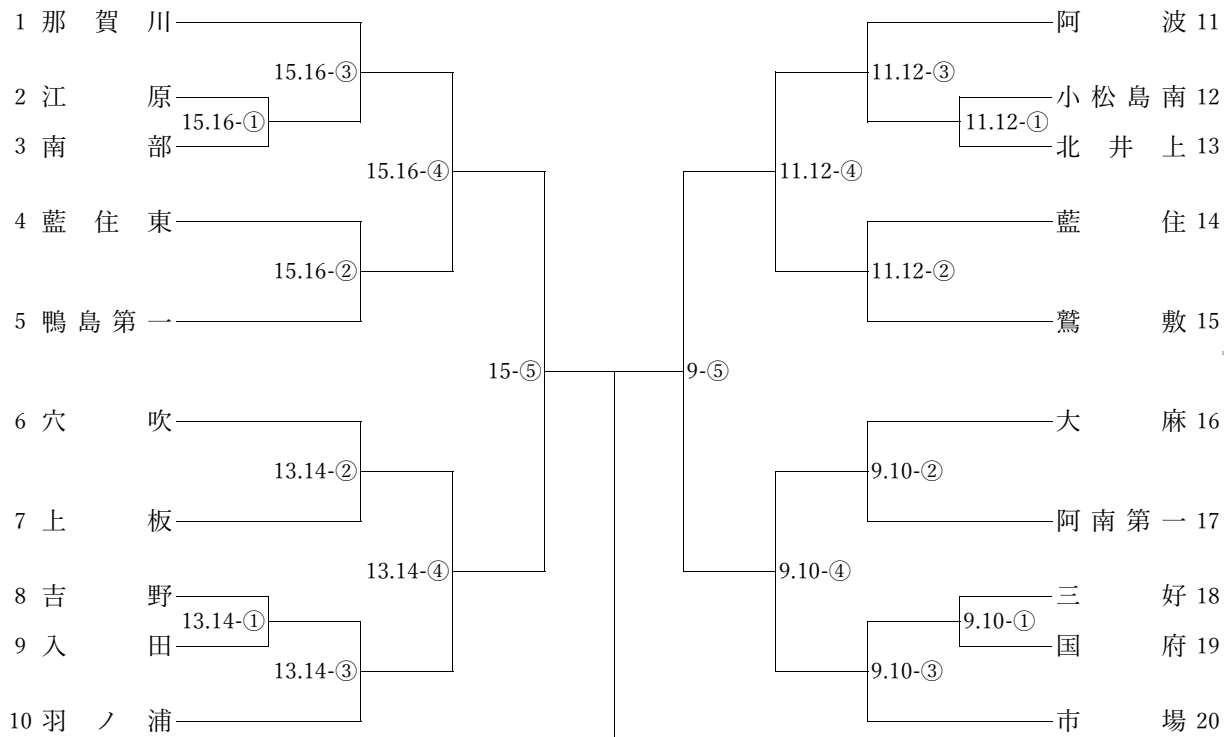 1 那賀川
15.16-③
2 江原
15.16-①
3 南部
15.16-④
4 藍住東
15.16-②
5 鴨島第一
15-⑤
6 穴吹
13.14-②
7 上板
13.14-④
8 吉野
13.14-①
9 入田
13.14-③
10 羽ノ浦
阿波 11
11.12-③
小松島南 12
11.12-①
北井上 13
11.12-④
藍住 14
11.12-②
鷲敷 15
9-⑤
大麻 16
9.10-②
阿南第一 17
9.10-④
三好 18
9.10-①
国府 19
9.10-③
市場 20